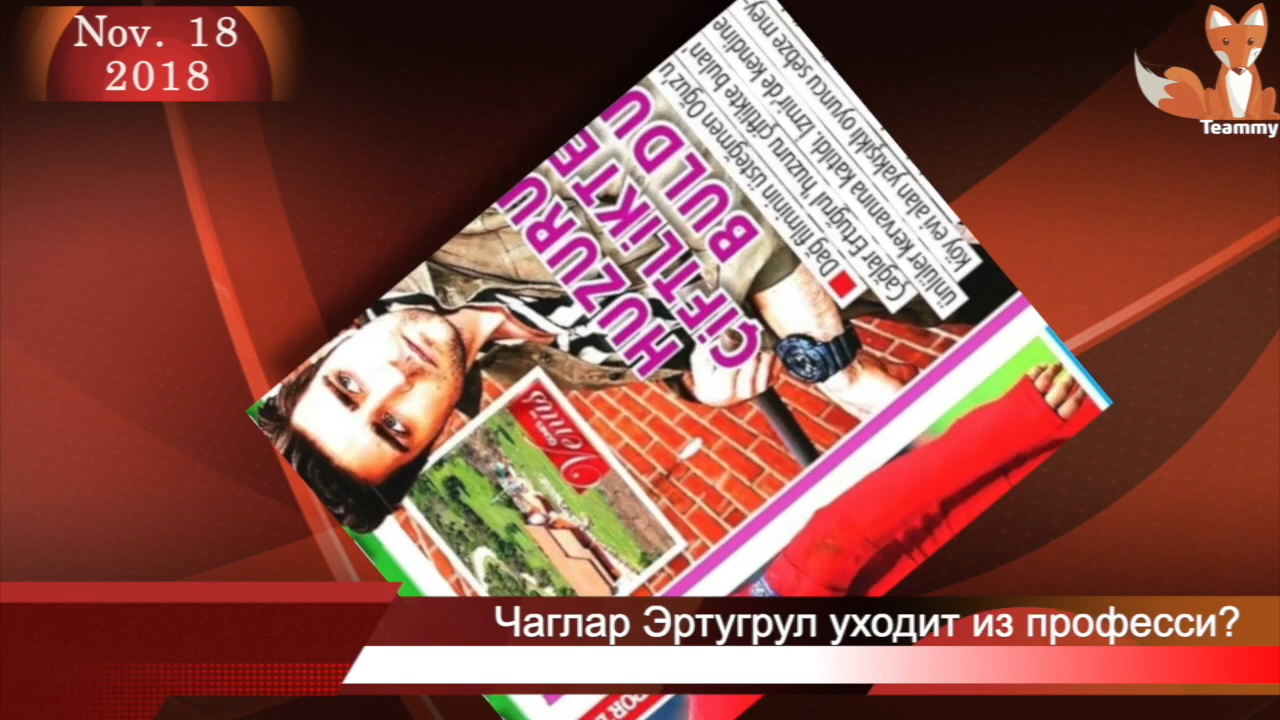 Nov. 18
2018
Teammy
HUZURU
ÇİFTLİKTE
BULDU
Dağ filminin üsteğmen Oğuz'u
Çağlar Ertuğrul 'huzuru çiftlikte bulan'
ünlüler kervanına katıldı. İzmir'de kendine
köy evi alan yakışıklı oyuncu sebze mey
Venüs
Чаглар Эртугрул уходит из професси?